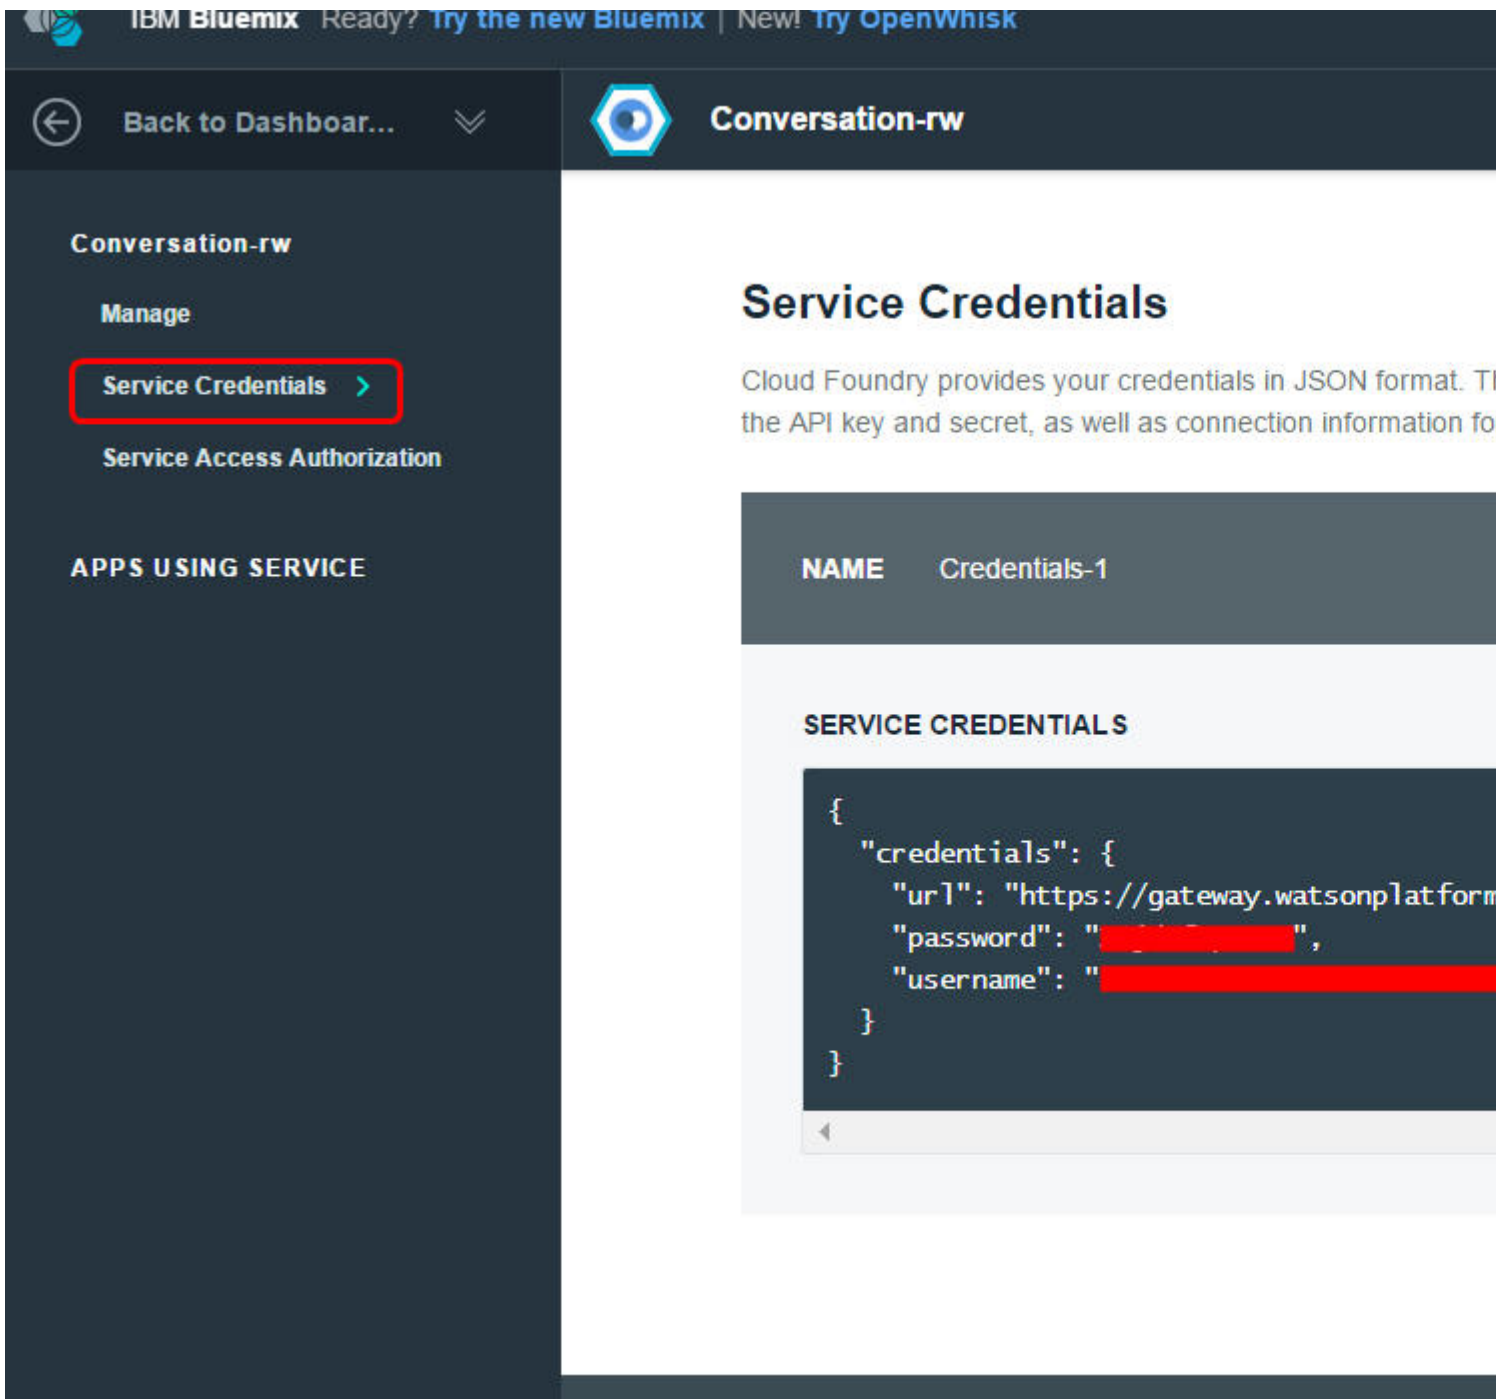 IBM Bluemix Ready? Try the new Bluemix | New! Try OpenWhisk
Back to Dashboar...
Conversation-rw
Conversation-rw
Manage
Service Credentials
Service Access Authorization
APPS USING SERVICE
Service Credentials
Cloud Foundry provides your credentials in JSON format. Th
the API key and secret, as well as connection information fo
NAME Credentials-1
SERVICE CREDENTIALS
{
"credentials": {
"url": "https://gateway.watsonplatform
"password": "          ",
"username": "
}
}